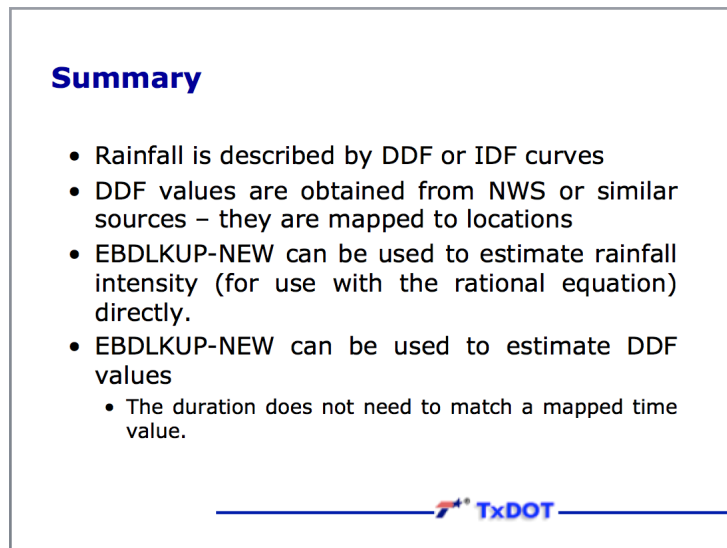 Summary
• Rainfall is described by DDF or IDF curves
• DDF values are obtained from NWS or similar
sources – they are mapped to locations
• EBDLKUP-NEW can be used to estimate rainfall
intensity (for use with the rational equation)
directly.
• EBDLKUP-NEW can be used to estimate DDF
values
• The duration does not need to match a mapped time
value.
TxDOT